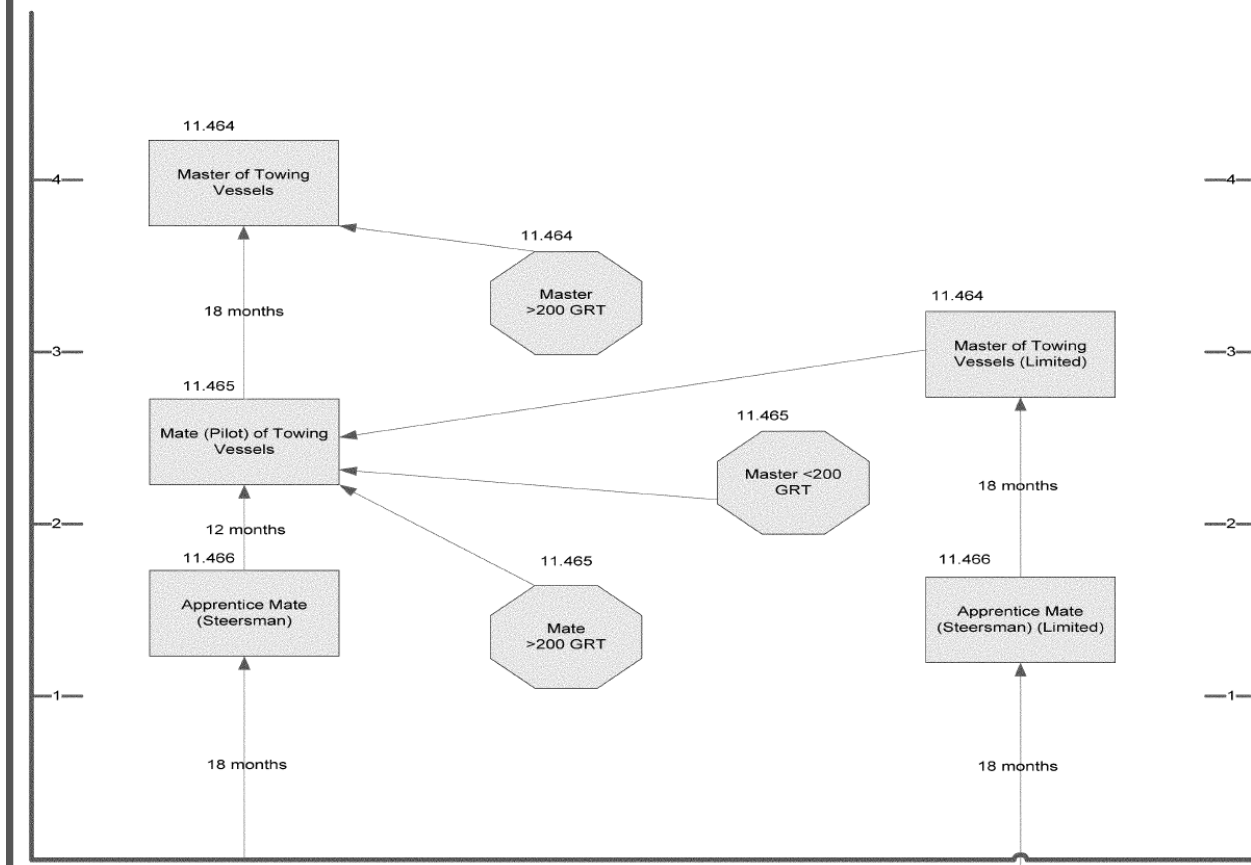 11.464
Master of Towing
Vessels
4
4
11.464
Master
>200 GRT
18 months
11.464
Master of Towing
Vessels (Limited)
3
3
11.465
Mate (Pilot) of Towing
Vessels
11.465
Master <200
GRT
18 months
2
2
12 months
11.466
Apprentice Mate
(Steersman)
11.465
Mate
>200 GRT
11.466
Apprentice Mate
(Steersman) (Limited)
1
1
18 months
18 months